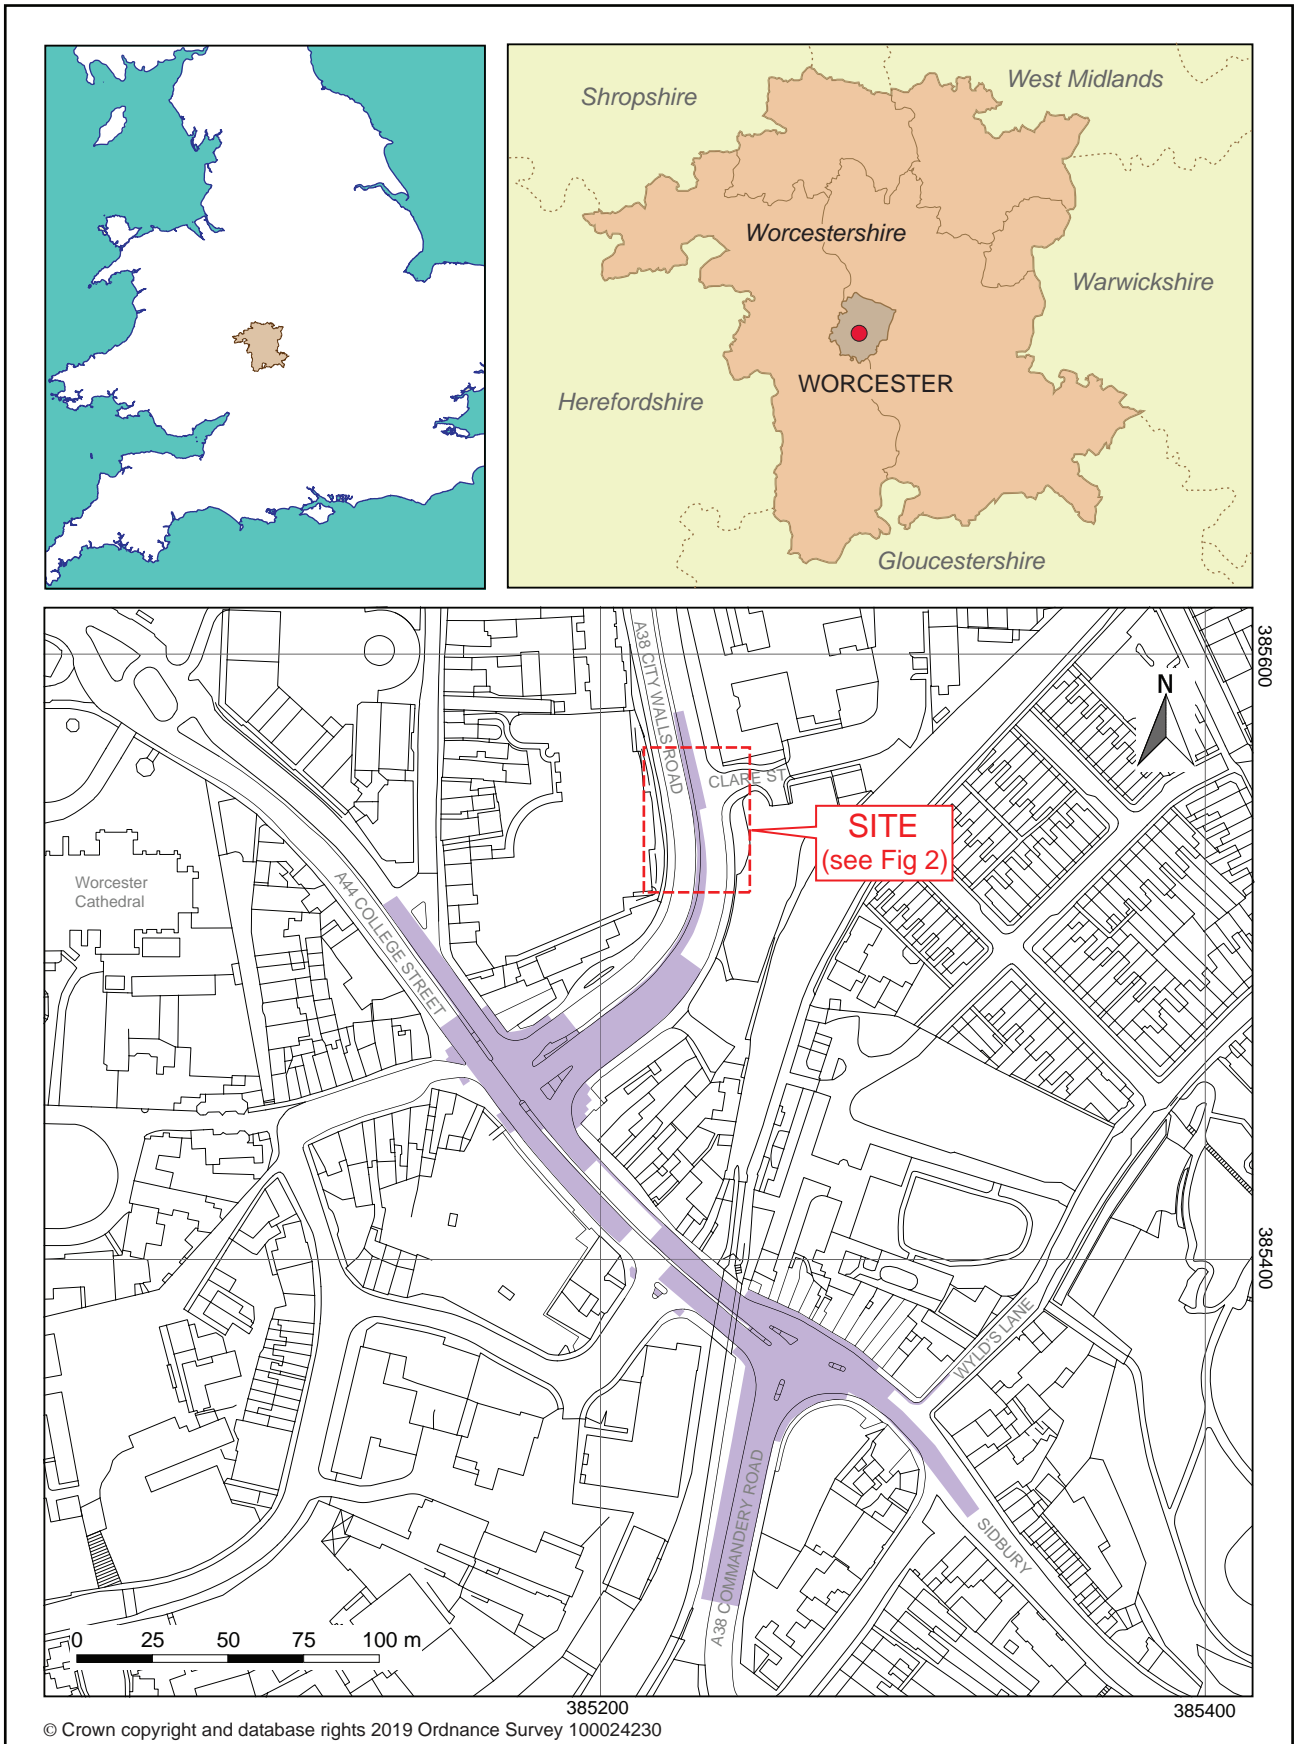 Shropshire
West Midlands
Worcestershire
Warwickshire
WORCESTER
Herefordshire
Gloucestershire
385600
A38 CITY WALLS ROAD
N
CLARE ST
SITE
(see Fig 2)
Worcester
Cathedral
A44 COLLEGE STREET
385400
WYLD'S LANE
A38 COMMANDERY ROAD
SIDBURY
0 25 50 75 100 m
385200
385400
© Crown copyright and database rights 2019 Ordnance Survey 100024230